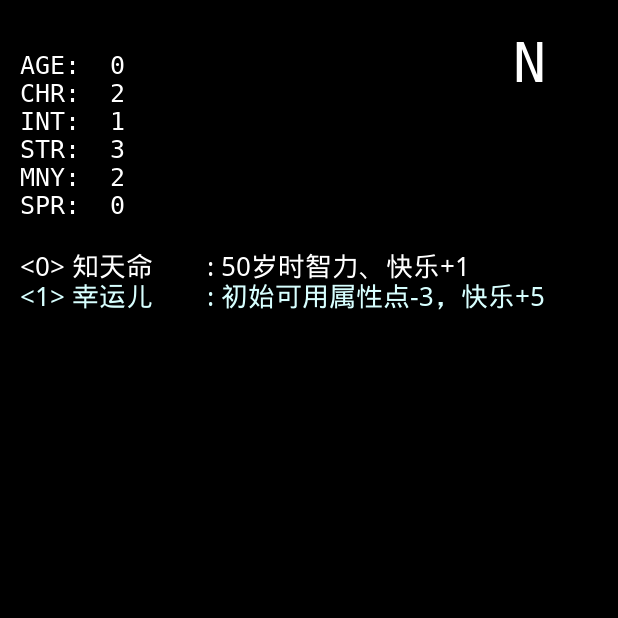 N
AGE: 0
CHR: 2
INT: 1
STR: 3
MNY: 2
SPR: 0
<0> 知天命 : 50岁时智力、快乐+1
<1> 幸运儿 : 初始可用属性点-3，快乐+5